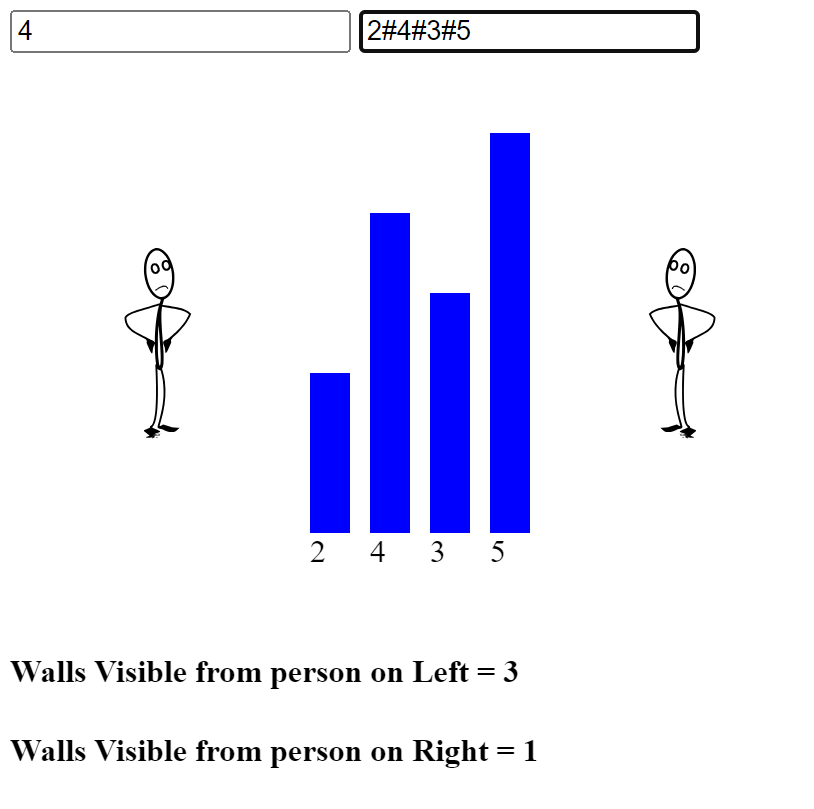 4 2#4#3#5
2 4 3 5
Walls Visible from person on Left = 3
Walls Visible from person on Right = 1